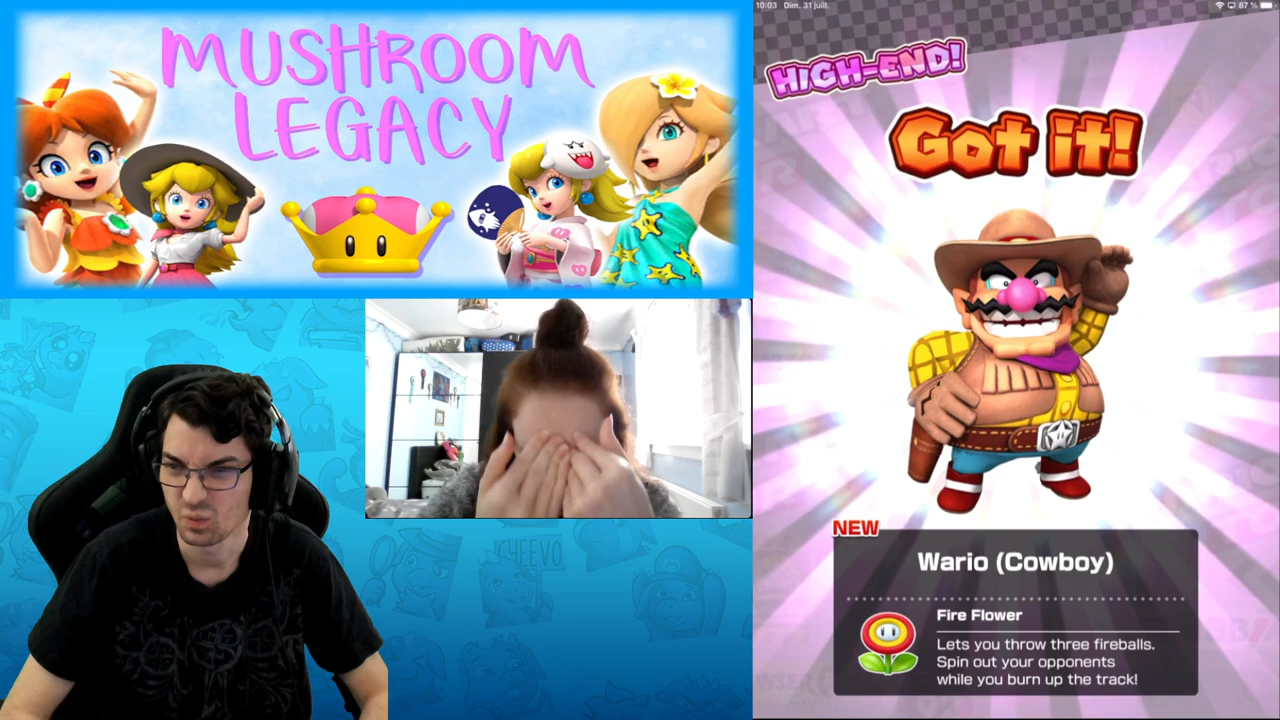 MUSHROOM
LEGACY
CHEEVO
10:03 Dim. 31 juill.
87 %
HIGH-END!
Got it!
NEW
Wario (Cowboy)
Fire Flower
Lets you throw three fireballs.
Spin out your opponents
while you burn up the track!